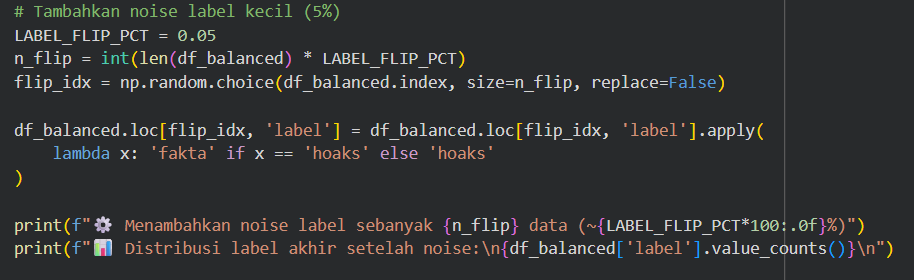 # Tambahkan noise label kecil (5%)
LABEL_FLIP_PCT = 0.05
n_flip = int(len(df_balanced) * LABEL_FLIP_PCT)
flip_idx = np.random.choice(df_balanced.index, size=n_flip, replace=False)

df_balanced.loc[flip_idx, 'label'] = df_balanced.loc[flip_idx, 'label'].apply(
    lambda x: 'fakta' if x == 'hoaks' else 'hoaks'
)

print(f"⚙️ Menambahkan noise label sebanyak {n_flip} data (~{LABEL_FLIP_PCT*100:.0f}%)")
print(f"📊 Distribusi label akhir setelah noise:\n{df_balanced['label'].value_counts()}\n")